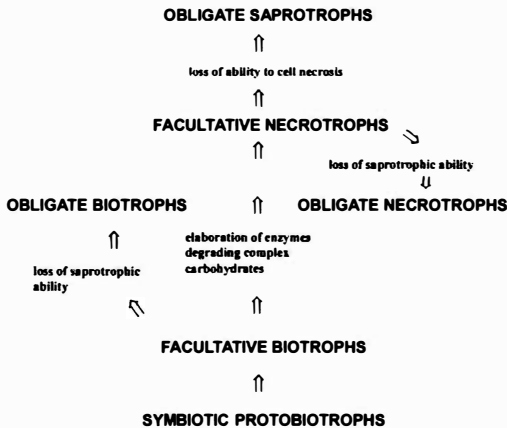 OBLIGATE SAPROTROPHS
loss of ability to cell necrosis
FACULTATIVE NECROTROPHS
loss of saprotrophic ability
OBLIGATE BIOTROPHS
OBLIGATE NECROTROPHS
elaboration of enzymes
degrading complex
carbohydrates
loss of saprotrophic
ability
FACULTATIVE BIOTROPHS
SYMBIOTIC PROTOBIOTROPHS